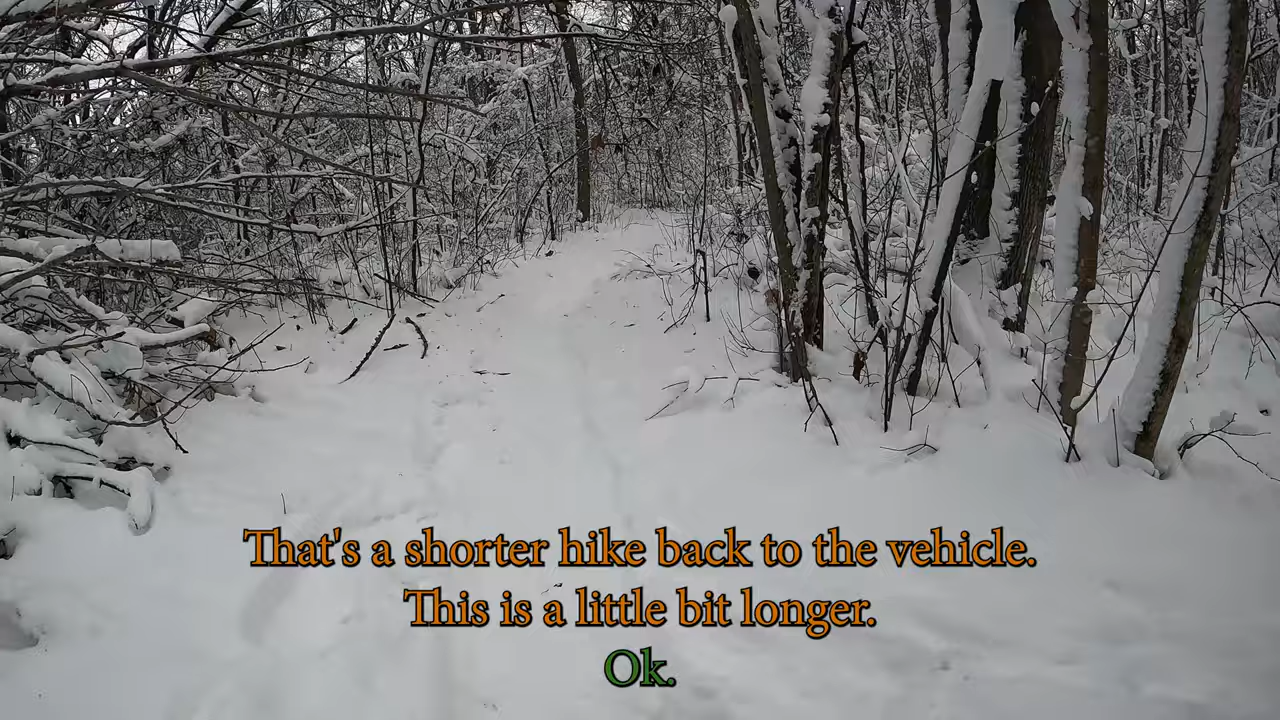 That's a shorter hike back to the vehicle.
This is a little bit longer.
Ok.